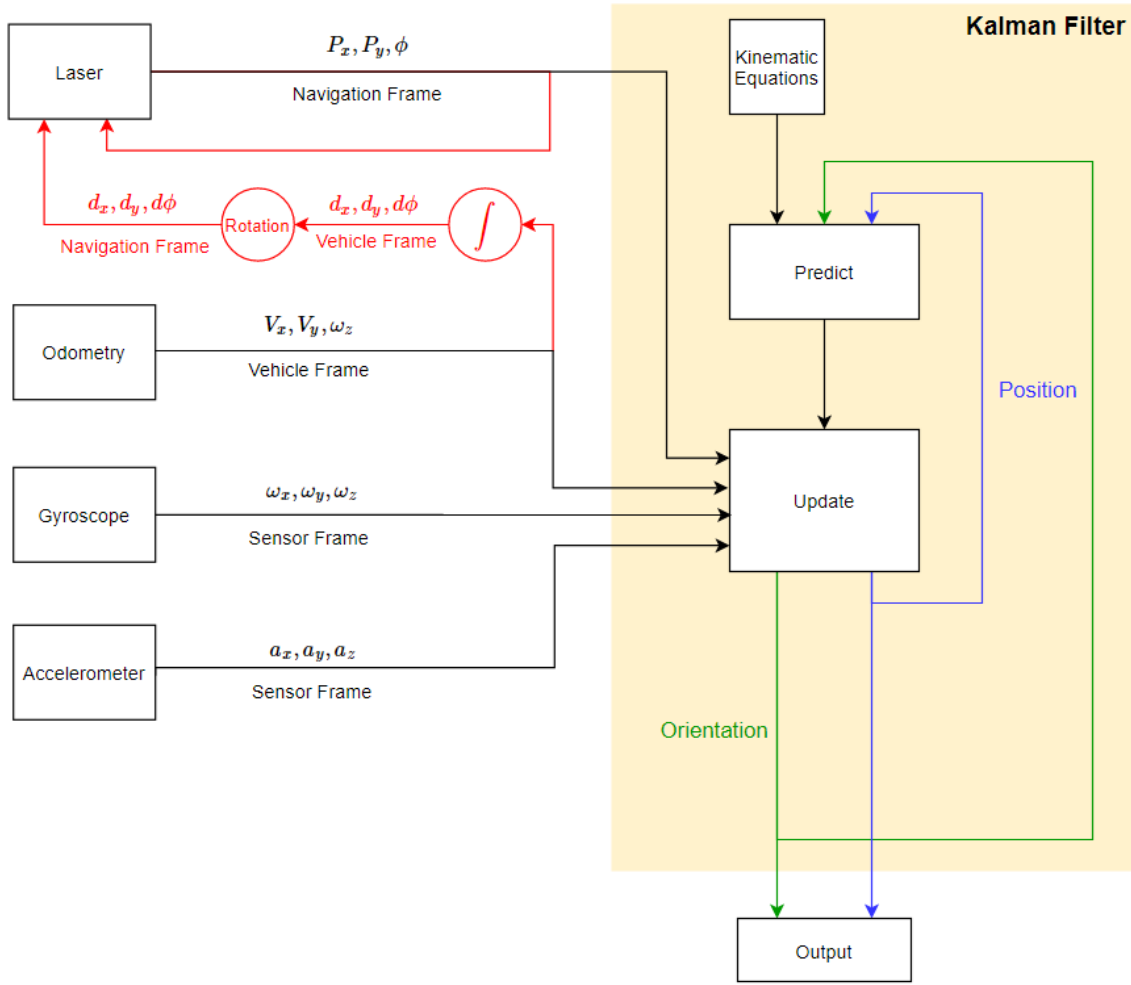 Kalman Filter
Laser
P_x, P_y, ϕ
Navigation Frame
Kinematic
Equations
d_x, d_y, dϕ
Navigation Frame
Rotation
d_x, d_y, dϕ
Vehicle Frame
∫
Predict
Odometry
V_x, V_y, ω_z
Vehicle Frame
Position
Gyroscope
ω_x, ω_y, ω_z
Sensor Frame
Update
Accelerometer
a_x, a_y, a_z
Sensor Frame
Orientation
Output